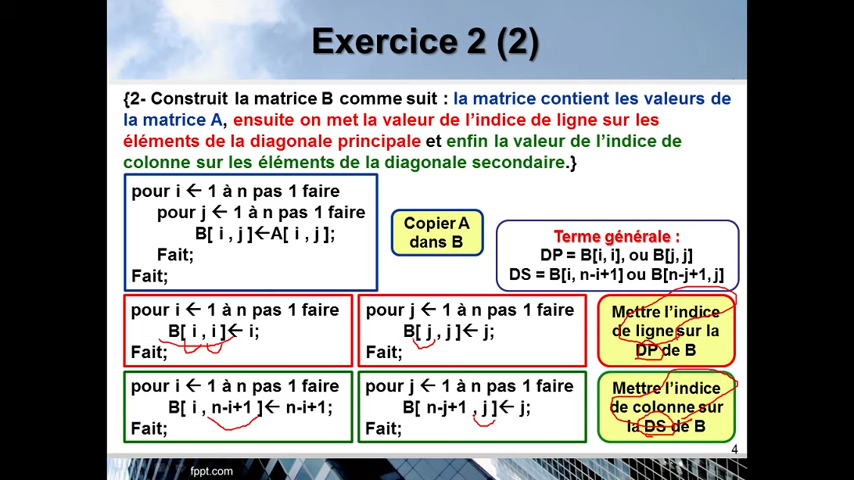 Exercice 2 (2)
{2- Construit la matrice B comme suit : la matrice contient les valeurs de
la matrice A, ensuite on met la valeur de l'indice de ligne sur les
éléments de la diagonale principale et enfin la valeur de l'indice de
colonne sur les éléments de la diagonale secondaire.}
pour i ← 1 à n pas 1 faire
pour j ← 1 à n pas 1 faire
B[ i , j ]←A[ i , j ];
Fait;
Fait;
Copier A
dans B
Terme générale :
DP = B[i, i], ou B[j, j]
DS = B[i, n-i+1] ou B[n-j+1, j]
pour i ← 1 à n pas 1 faire
B[ i , i ]← i;
Fait;
pour j ← 1 à n pas 1 faire
B[ j , j ]← j;
Fait;
Mettre l'indice
de ligne sur la
DP de B
pour i ← 1 à n pas 1 faire
B[ i , n-i+1 ]← n-i+1;
Fait;
pour j ← 1 à n pas 1 faire
B[ n-j+1 , j ]← j;
Fait;
Mettre l'indice
de colonne sur
la DS de B
4
fppt.com